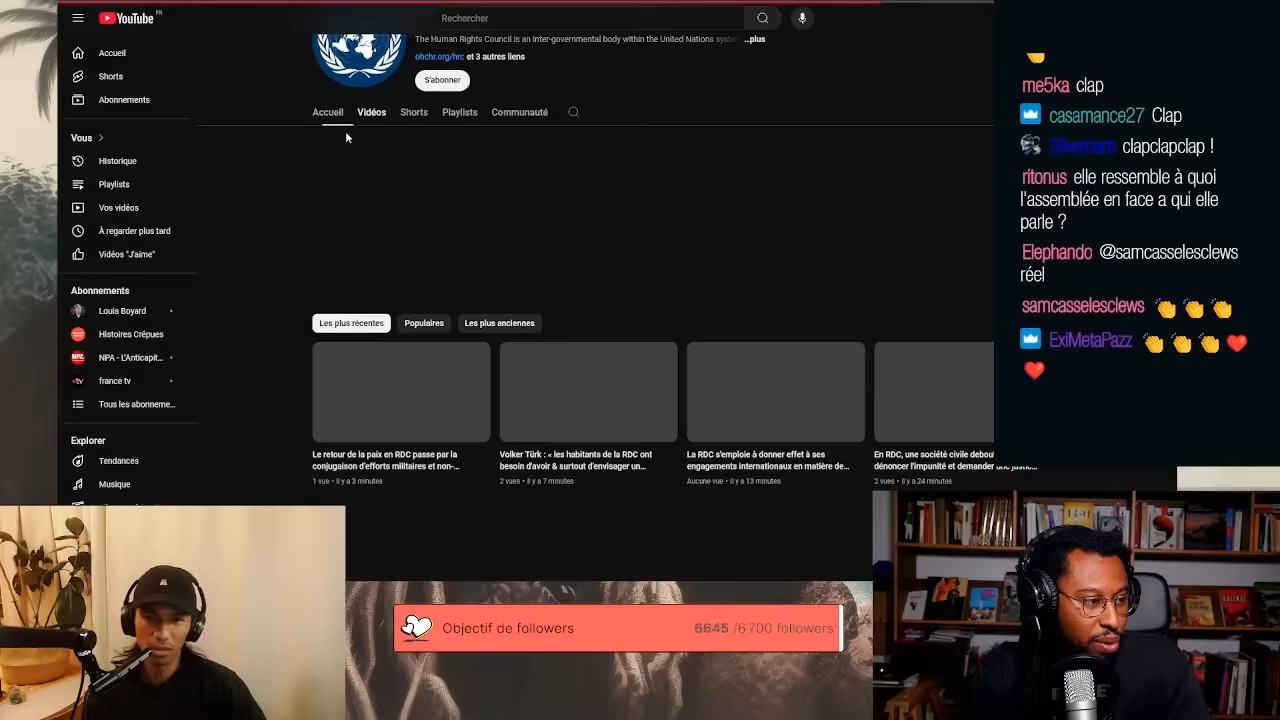 YouTube FR
Rechercher
Accueil
Shorts
Abonnements
Vous
Historique
Playlists
Vos vidéos
À regarder plus tard
Vidéos "J'aime"
Abonnements
Louis Boyard
Histoires Crépues
NPA - L'Anticapit...
france tv
Tous les abonneme...
Explorer
Tendances
Musique
The Human Rights Council is an inter-governmental body within the United Nations system ...plus
ohchr.org/hrc et 3 autres liens
S'abonner
Accueil Vidéos Shorts Playlists Communauté
Les plus récentes Populaires Les plus anciennes
Le retour de la paix en RDC passe par la
conjugaison d'efforts militaires et non-...
1 vue • il y a 3 minutes
Volker Türk : « les habitants de la RDC ont
besoin d'avoir & surtout d'envisager un...
2 vues • il y a 7 minutes
La RDC s'emploie à donner effet à ses
engagements internationaux en matière de...
Aucune vue • il y a 13 minutes
En RDC, une société civile debout
dénoncer l'impunité et demander une
2 vues • il y a 24 minutes
me5ka clap
casamance27 Clap
clapclapclap !
ritonus elle ressemble à quoi
l'assemblée en face a qui elle
parle ?
Elephando @samcasselesclews
réel
samcasselesclews 👏 👏 👏
ExiMetaPazz 👏 👏 👏 ❤️
❤️
Objectif de followers 6645 /6 700 followers
1491